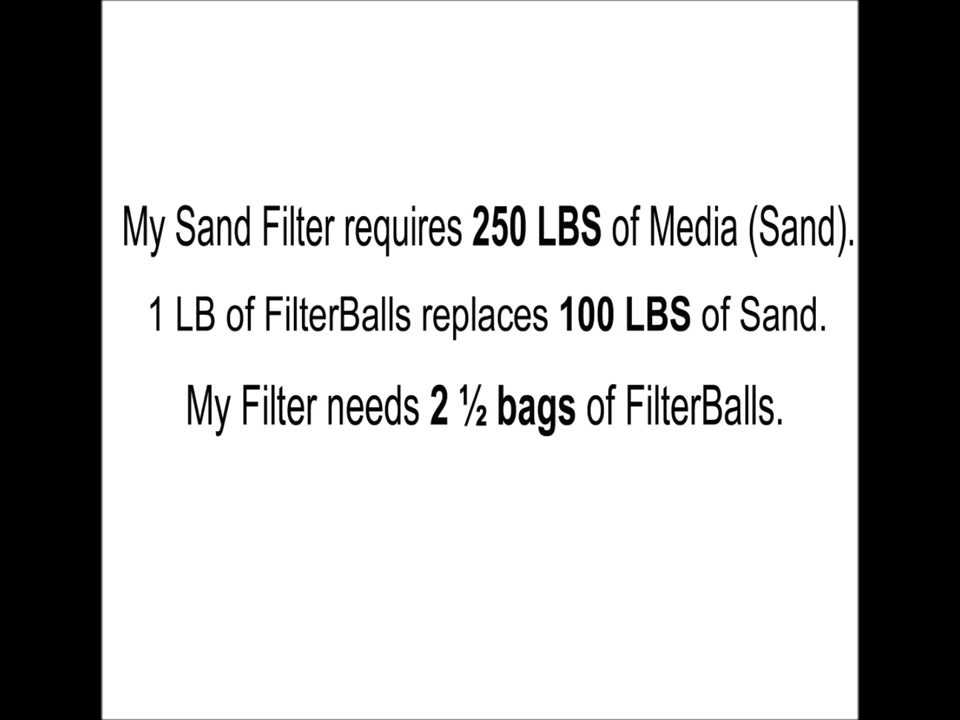 My Sand Filter requires 250 LBS of Media (Sand).
1 LB of FilterBalls replaces 100 LBS of Sand.
My Filter needs 2 ½ bags of FilterBalls.